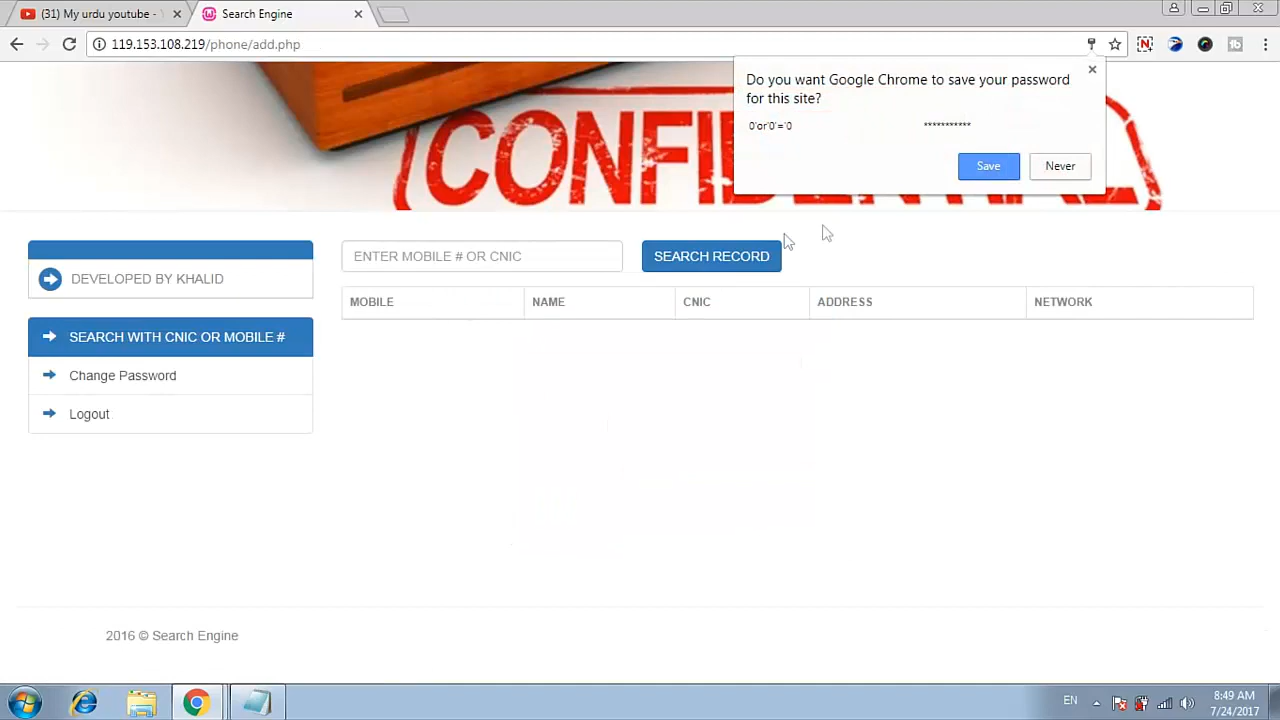 (31) My urdu youtube -
Search Engine
119.153.108.219/phone/add.php
Do you want Google Chrome to save your password
for this site?
0'or'0'='0 ***********
Save Never
CONFIDENTIAL
DEVELOPED BY KHALID
ENTER MOBILE # OR CNIC
SEARCH RECORD
MOBILE NAME CNIC ADDRESS NETWORK
SEARCH WITH CNIC OR MOBILE #
Change Password
Logout
2016 © Search Engine
EN
8:49 AM
7/24/2017